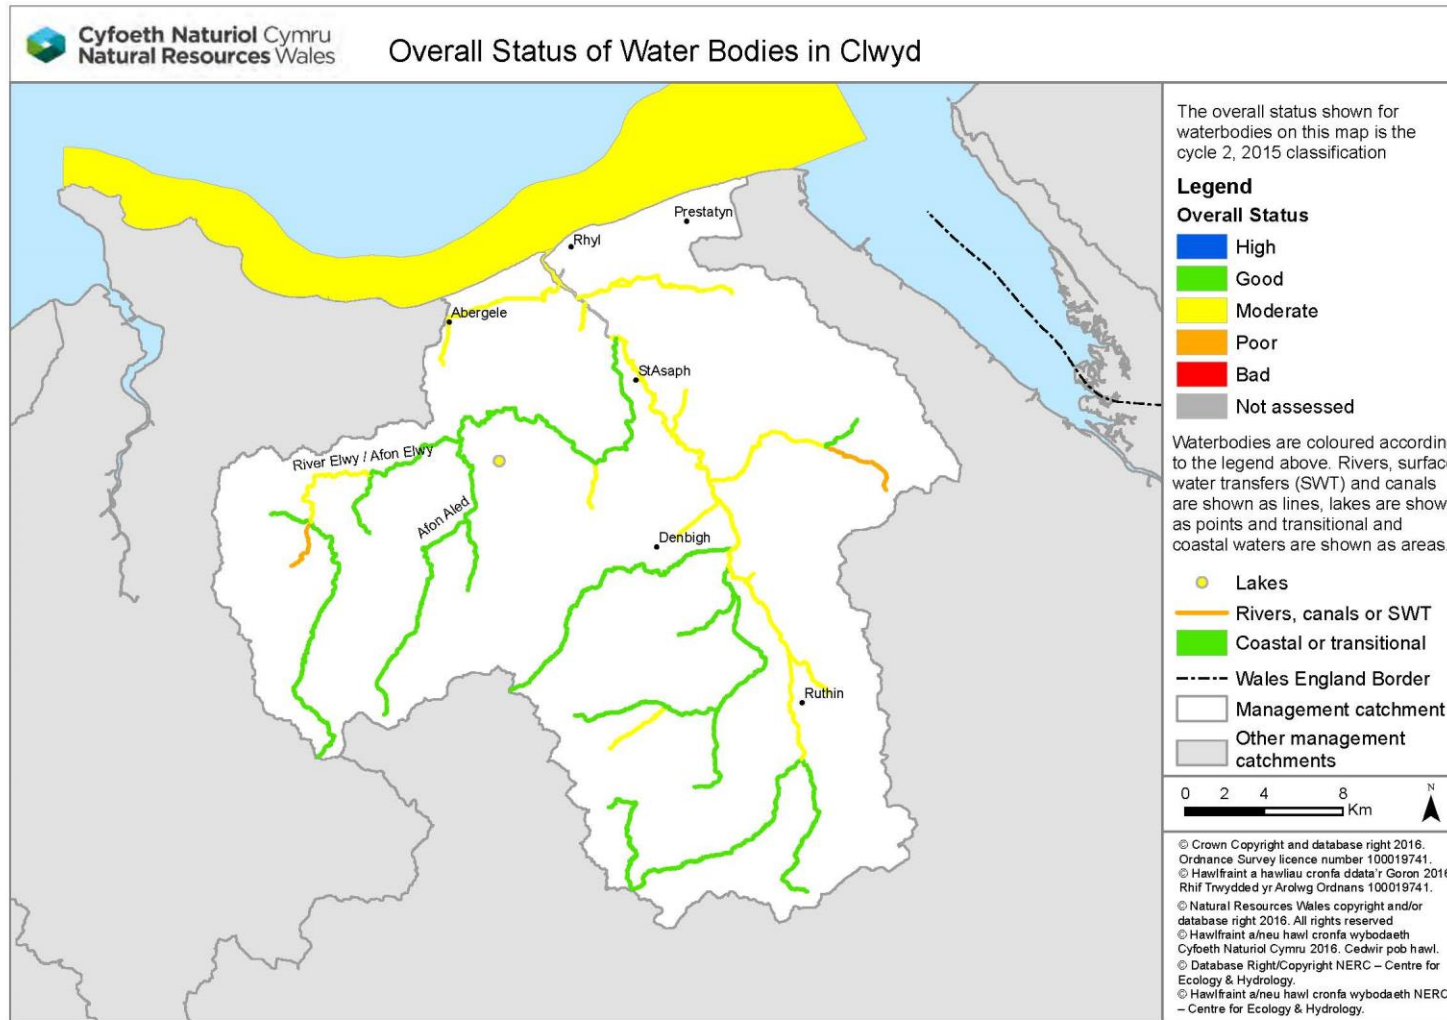 Cyfoeth Naturiol Cymru
Natural Resources Wales
Overall Status of Water Bodies in Clwyd
Prestatyn
Rhyl
Abergele
StAsaph
River Elwy / Afon Elwy
Afon Aled
Denbigh
Ruthin
The overall status shown for
waterbodies on this map is the
cycle 2, 2015 classification
Legend
Overall Status
High
Good
Moderate
Poor
Bad
Not assessed
Waterbodies are coloured accordin
to the legend above. Rivers, surfac
water transfers (SWT) and canals
are shown as lines, lakes are show
as points and transitional and
coastal waters are shown as areas
Lakes
Rivers, canals or SWT
Coastal or transitional
Wales England Border
Management catchment
Other management
catchments
0 2 4 8
Km
N
© Crown Copyright and database right 2016.
Ordnance Survey licence number 100019741.
© Hawlfraint a hawliau cronfa ddata'r Goron 2016
Rhif Trwydded yr Arolwg Ordnans 100019741.
© Natural Resources Wales copyright and/or
database right 2016. All rights reserved
© Hawlfraint a/neu hawl cronfa wybodaeth
Cyfoeth Naturiol Cymru 2016. Cedwir pob hawl.
© Database Right/Copyright NERC – Centre for
Ecology & Hydrology.
© Hawlfraint a/neu hawl cronfa wybodaeth NERC
– Centre for Ecology & Hydrology.